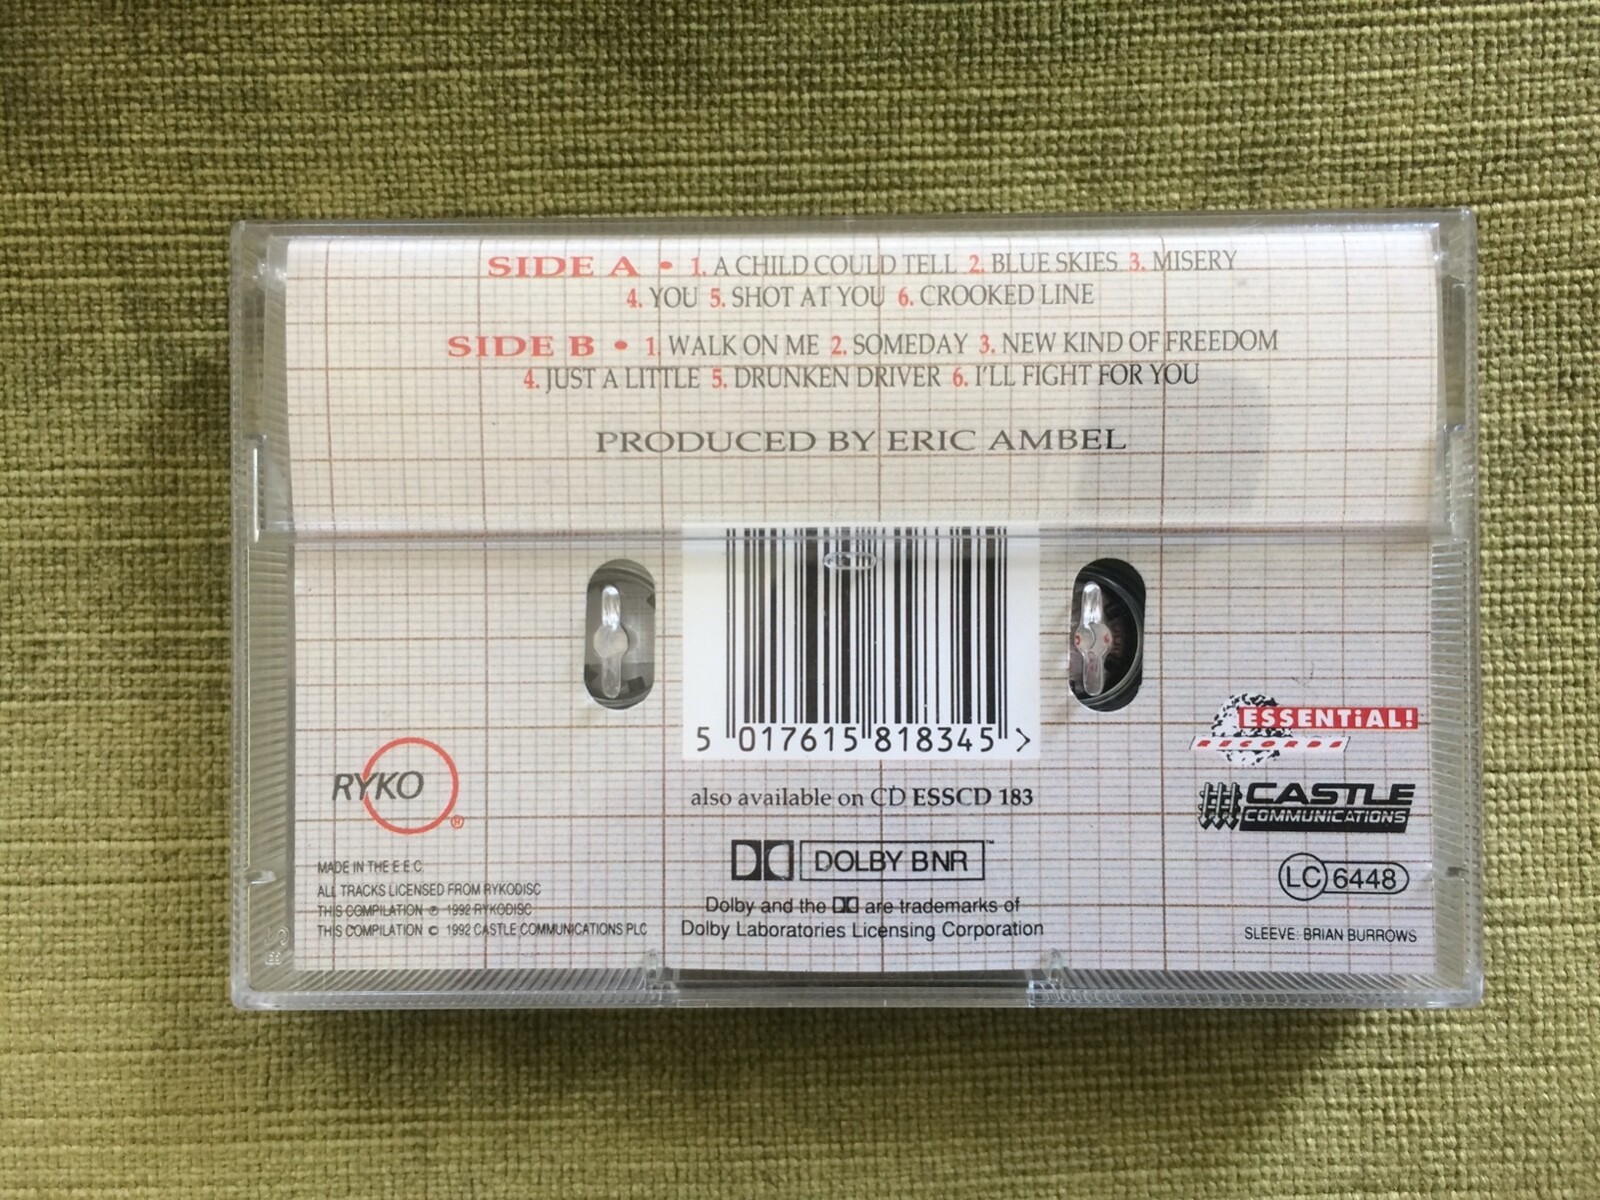 SIDE A • 1. A CHILD COULD TELL 2. BLUE SKIES 3. MISERY
4. YOU 5. SHOT AT YOU 6. CROOKED LINE
SIDE B • 1. WALK ON ME 2. SOMEDAY 3. NEW KIND OF FREEDOM
4. JUST A LITTLE 5. DRUNKEN DRIVER 6. I'LL FIGHT FOR YOU
PRODUCED BY ERIC AMBEL
5 017615 818345 >
also available on CD ESSCD 183
DOLBY B NR ™
Dolby and the DD are trademarks of
Dolby Laboratories Licensing Corporation
RYKO ®
MADE IN THE E.E.C.
ALL TRACKS LICENSED FROM RYKODISC
THIS COMPILATION ℗ 1992 RYKODISC
THIS COMPILATION © 1992 CASTLE COMMUNICATIONS PLC
ESSENTiAL!
RECORDS
CASTLE
COMMUNICATIONS
LC 6448
SLEEVE: BRIAN BURROWS